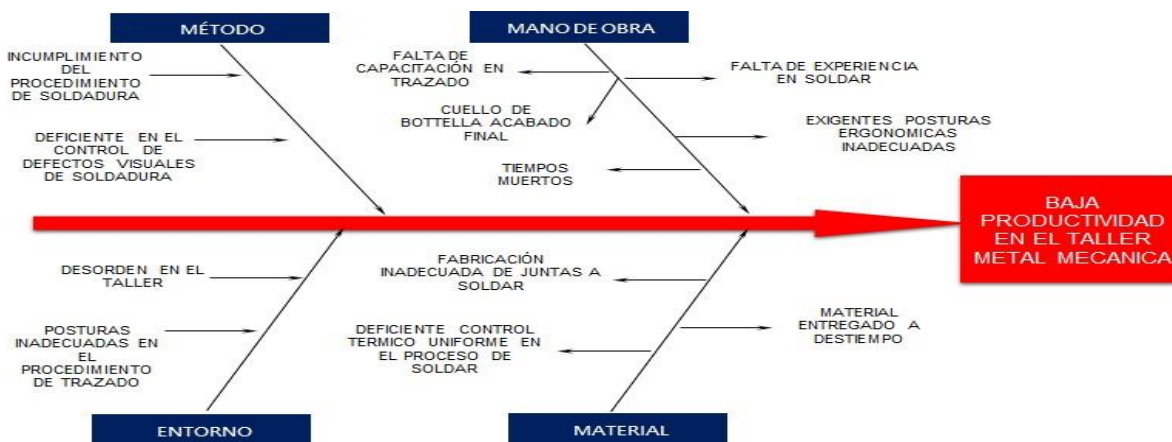 MÉTODO
MANO DE OBRA
INCUMPLIMIENTO
DEL
PROCEDIMIENTO
DE SOLDADURA
DEFICIENTE EN EL
CONTROL DE
DEFECTOS VISUALES
DE SOLDADURA
FALTA DE
CAPACITACIÓN EN
TRAZADO
CUELLO DE
BOTTELLA ACABADO
FINAL
TIEMPOS
MUERTOS
FALTA DE EXPERIENCIA
EN SOLDAR
EXIGENTES POSTURAS
ERGONOMICAS
INADECUADAS
BAJA
PRODUCTIVIDAD
EN EL TALLER
METAL MECANICA
DESORDEN EN EL
TALLER
POSTURAS
INADECUADAS EN
EL
PROCEDIMIENTO
DE TRAZADO
FABRICACIÓN
INADECUADA DE JUNTAS A
SOLDAR
DEFICIENTE CONTROL
TERMICO UNIFORME EN
EL PROCESO DE
SOLDAR
MATERIAL
ENTREGADO A
DESTIEMPO
ENTORNO
MATERIAL